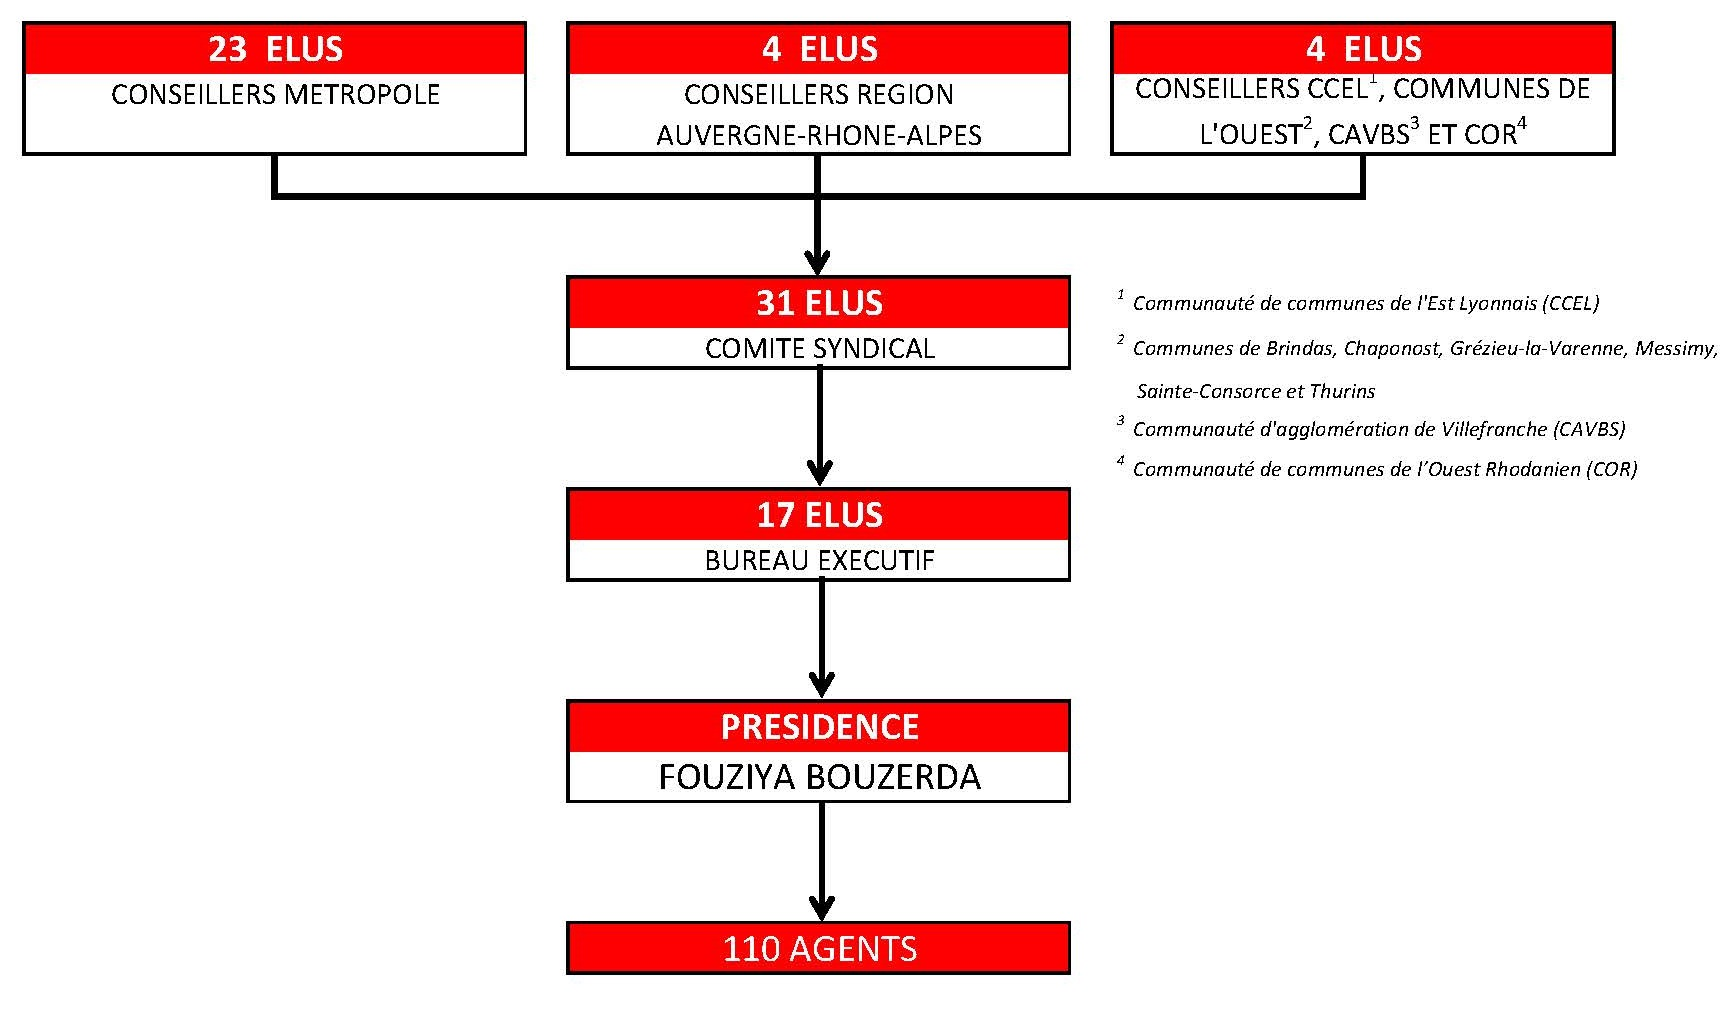 23 ELUS
CONSEILLERS METROPOLE
4 ELUS
CONSEILLERS REGION
AUVERGNE-RHONE-ALPES
4 ELUS
CONSEILLERS CCEL¹, COMMUNES DE
L'OUEST², CAVBS³ ET COR⁴
31 ELUS
COMITE SYNDICAL
¹ Communauté de communes de l'Est Lyonnais (CCEL)
² Communes de Brindas, Chaponost, Grézieu-la-Varenne, Messimy,
Sainte-Consorce et Thurins
³ Communauté d'agglomération de Villefranche (CAVBS)
⁴ Communauté de communes de l’Ouest Rhodanien (COR)
17 ELUS
BUREAU EXECUTIF
PRESIDENCE
FOUZIYA BOUZERDA
110 AGENTS